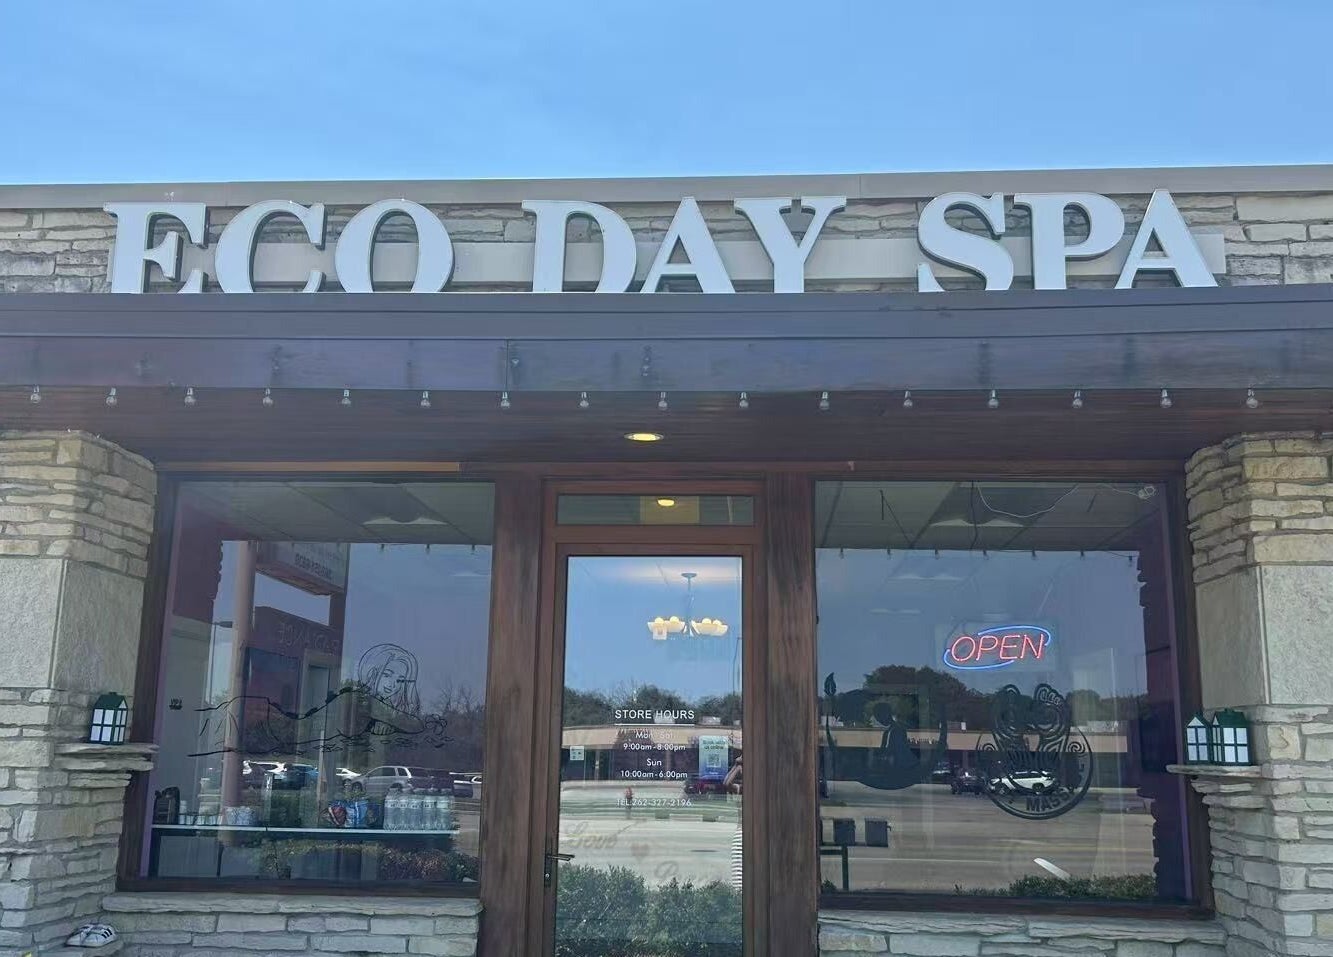 ECO DAY SPA
OPEN
STORE HOURS
Mon - Sat
9:00am - 8:00pm
Sun
10:00am - 6:00pm
TEL:262-327-2196
Love